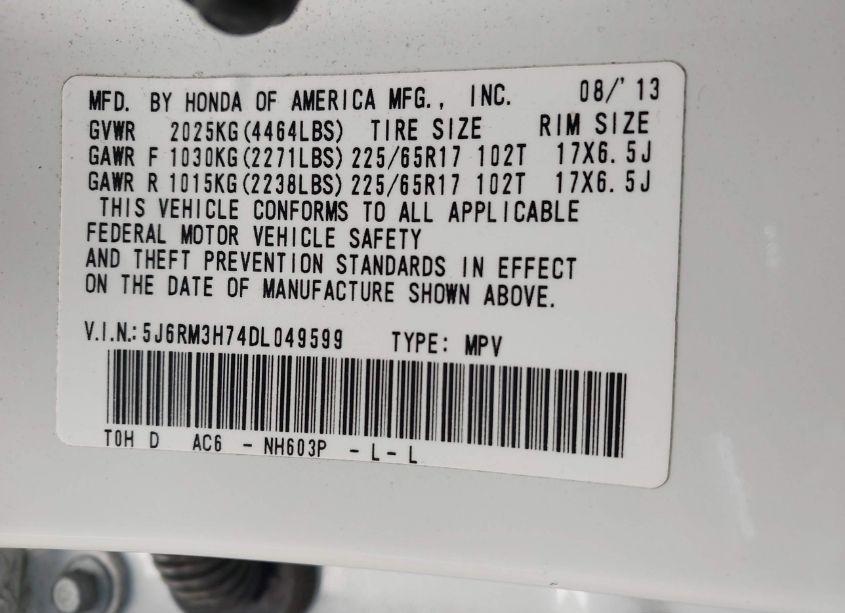 MFD. BY HONDA OF AMERICA MFG., INC. 08/'13
GVWR 2025KG(4464LBS) TIRE SIZE RIM SIZE
GAWR F 1030KG(2271LBS) 225/65R17 102T 17X6.5J
GAWR R 1015KG(2238LBS) 225/65R17 102T 17X6.5J
THIS VEHICLE CONFORMS TO ALL APPLICABLE
FEDERAL MOTOR VEHICLE SAFETY
AND THEFT PREVENTION STANDARDS IN EFFECT
ON THE DATE OF MANUFACTURE SHOWN ABOVE.
V.I.N.: 5J6RM3H74DL049599 TYPE: MPV
T0H D AC6 - NH603P - L - L